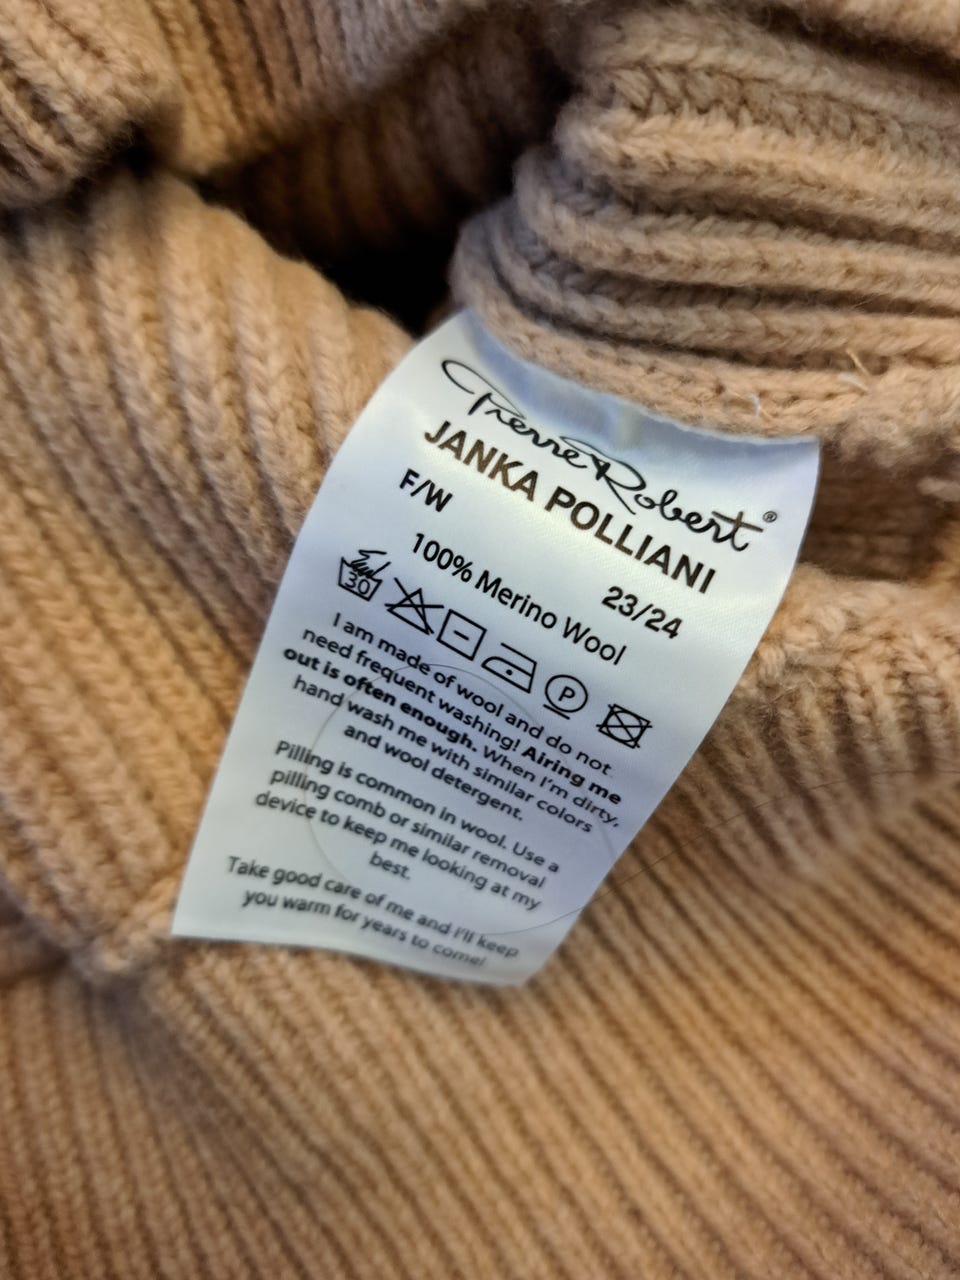 Pierre Robert®
JANKA POLLIANI
F/W 23/24
100% Merino Wool
30 P
I am made of wool and do not
need frequent washing! Airing me
out is often enough. When I'm dirty,
hand wash me with similar colors
and wool detergent.
Pilling is common in wool. Use a
pilling comb or similar removal
device to keep me looking at my
best.
Take good care of me and I'll keep
you warm for years to come!